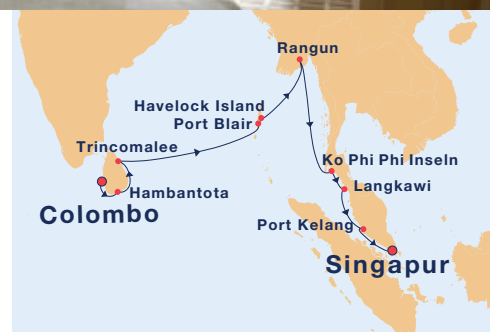 Rangun
Havelock Island
Port Blair
Trincomalee
Ko Phi Phi Inseln
Langkawi
Hambantota
Colombo
Port Kelang
Singapur